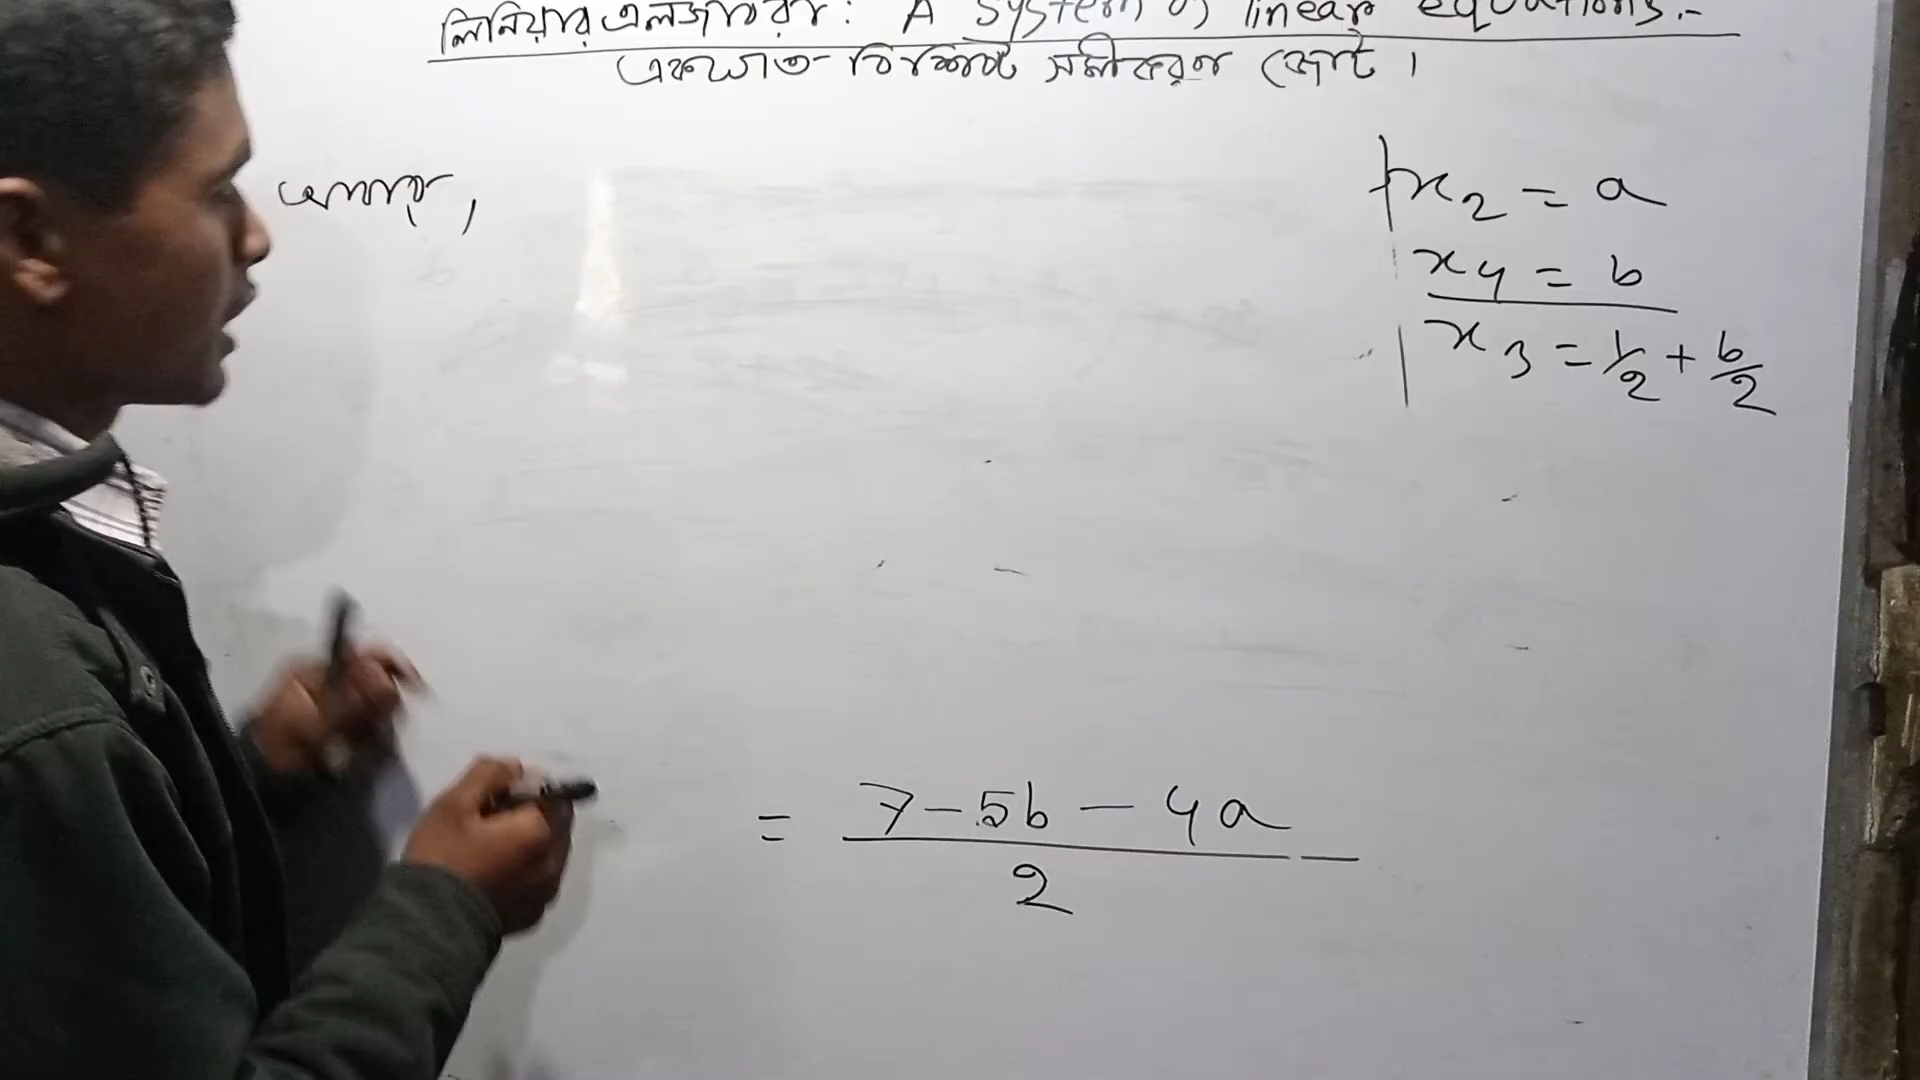 লিনিয়ার এলজাবরা: A System of linear equations.-
একঘাত বিশিষ্ট সমীকরণ জোট।
আবার,
x₂ = a
x₄ = b
x₃ = 1/2 + b/2
= (7 - 5b - 4a)/2